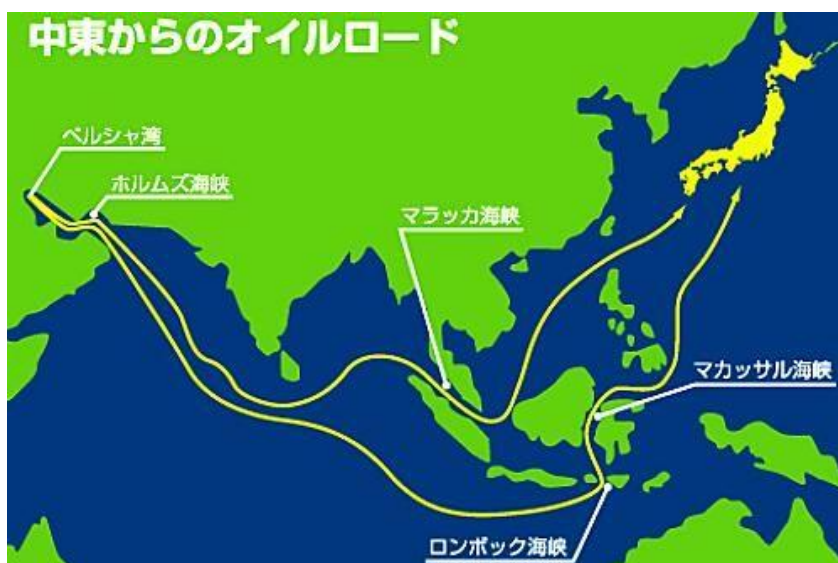 中東からのオイルロード
ペルシャ湾
ホルムズ海峡
マラッカ海峡
マカッサル海峡
ロンボック海峡